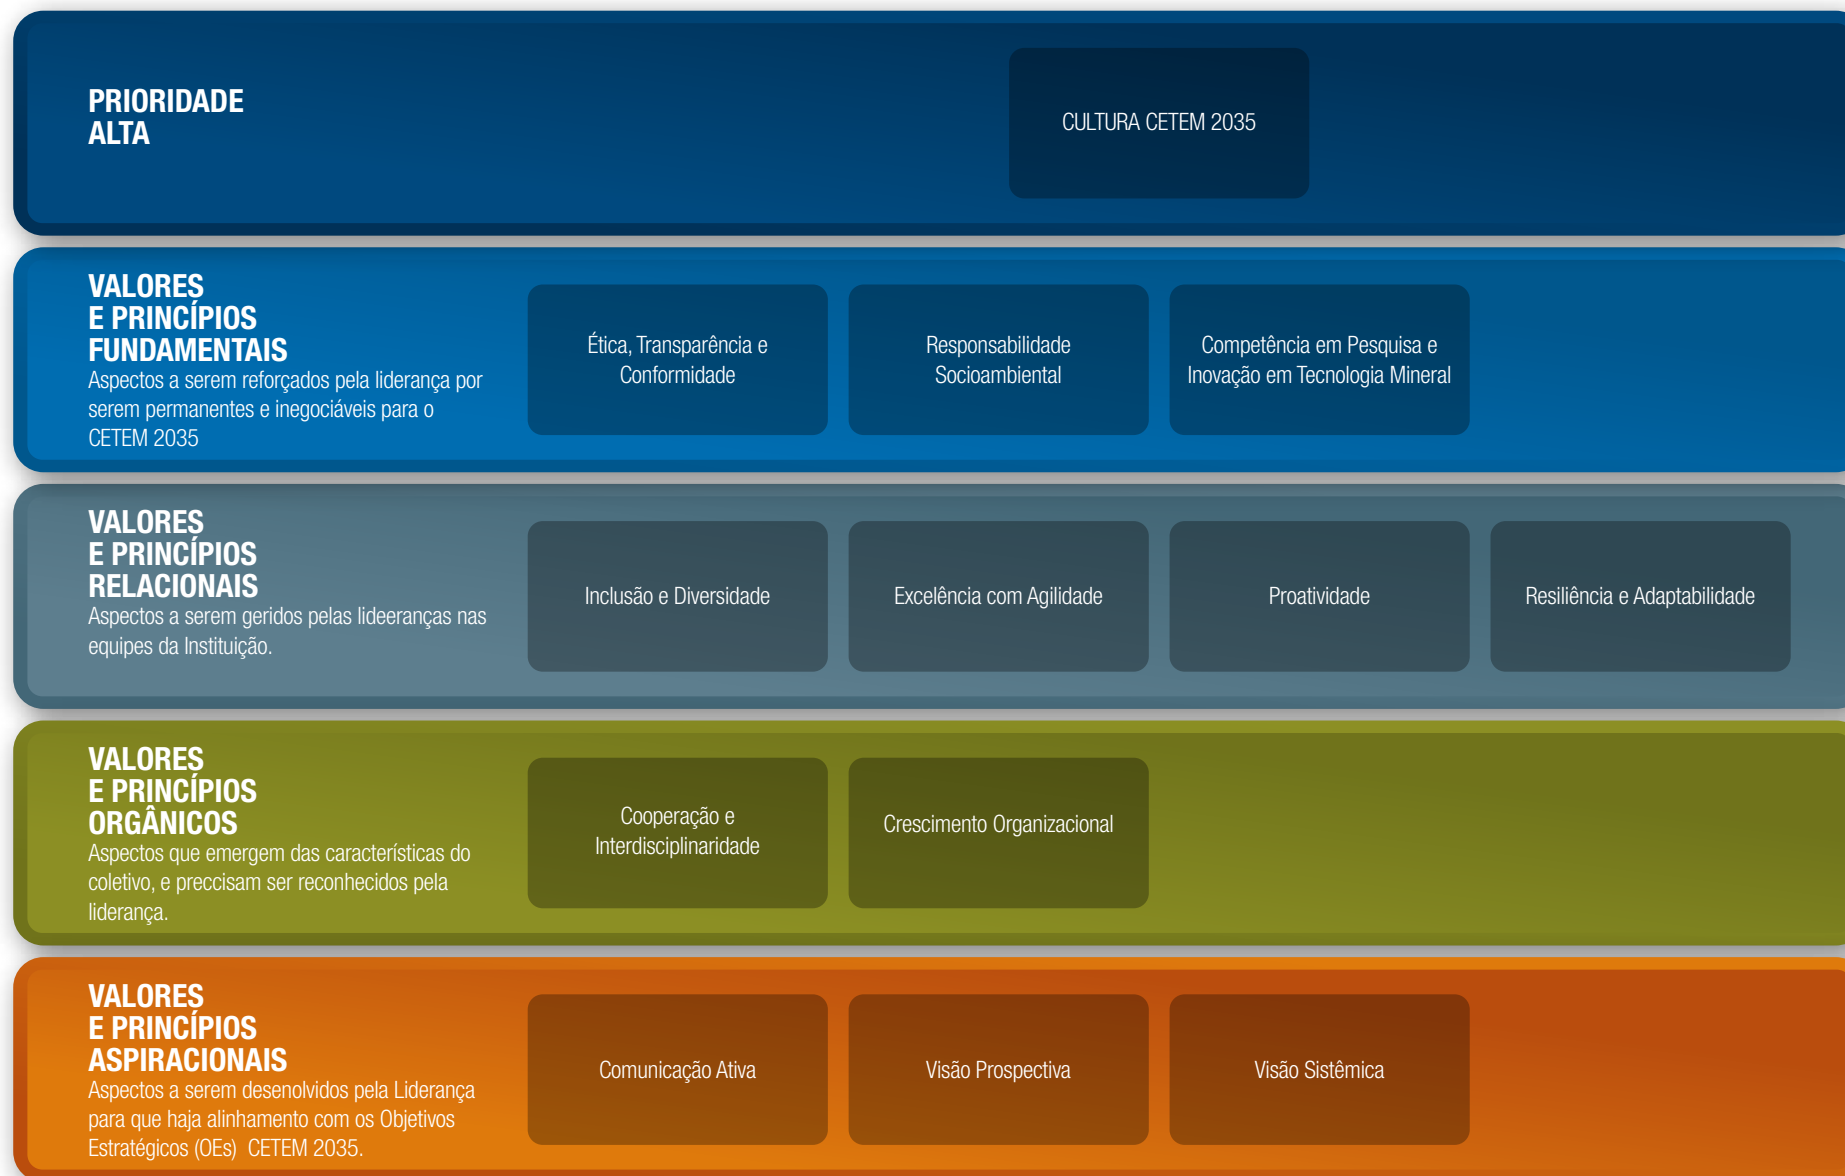 PRIORIDADE
ALTA
CULTURA CETEM 2035
VALORES
E PRINCÍPIOS
FUNDAMENTAIS
Aspectos a serem reforçados pela liderança por
serem permanentes e inegociáveis para o
CETEM 2035
Ética, Transparência e
Conformidade
Responsabilidade
Socioambiental
Competência em Pesquisa e
Inovação em Tecnologia Mineral
VALORES
E PRINCÍPIOS
RELACIONAIS
Aspectos a serem geridos pelas lideeranças nas
equipes da Instituição.
Inclusão e Diversidade
Excelência com Agilidade
Proatividade
Resiliência e Adaptabilidade
VALORES
E PRINCÍPIOS
ORGÂNICOS
Aspectos que emergem das características do
coletivo, e preccisam ser reconhecidos pela
liderança.
Cooperação e
Interdisciplinaridade
Crescimento Organizacional
VALORES
E PRINCÍPIOS
ASPIRACIONAIS
Aspectos a serem desenolvidos pela Liderança
para que haja alinhamento com os Objetivos
Estratégicos (OEs)  CETEM 2035.
Comunicação Ativa
Visão Prospectiva
Visão Sistêmica